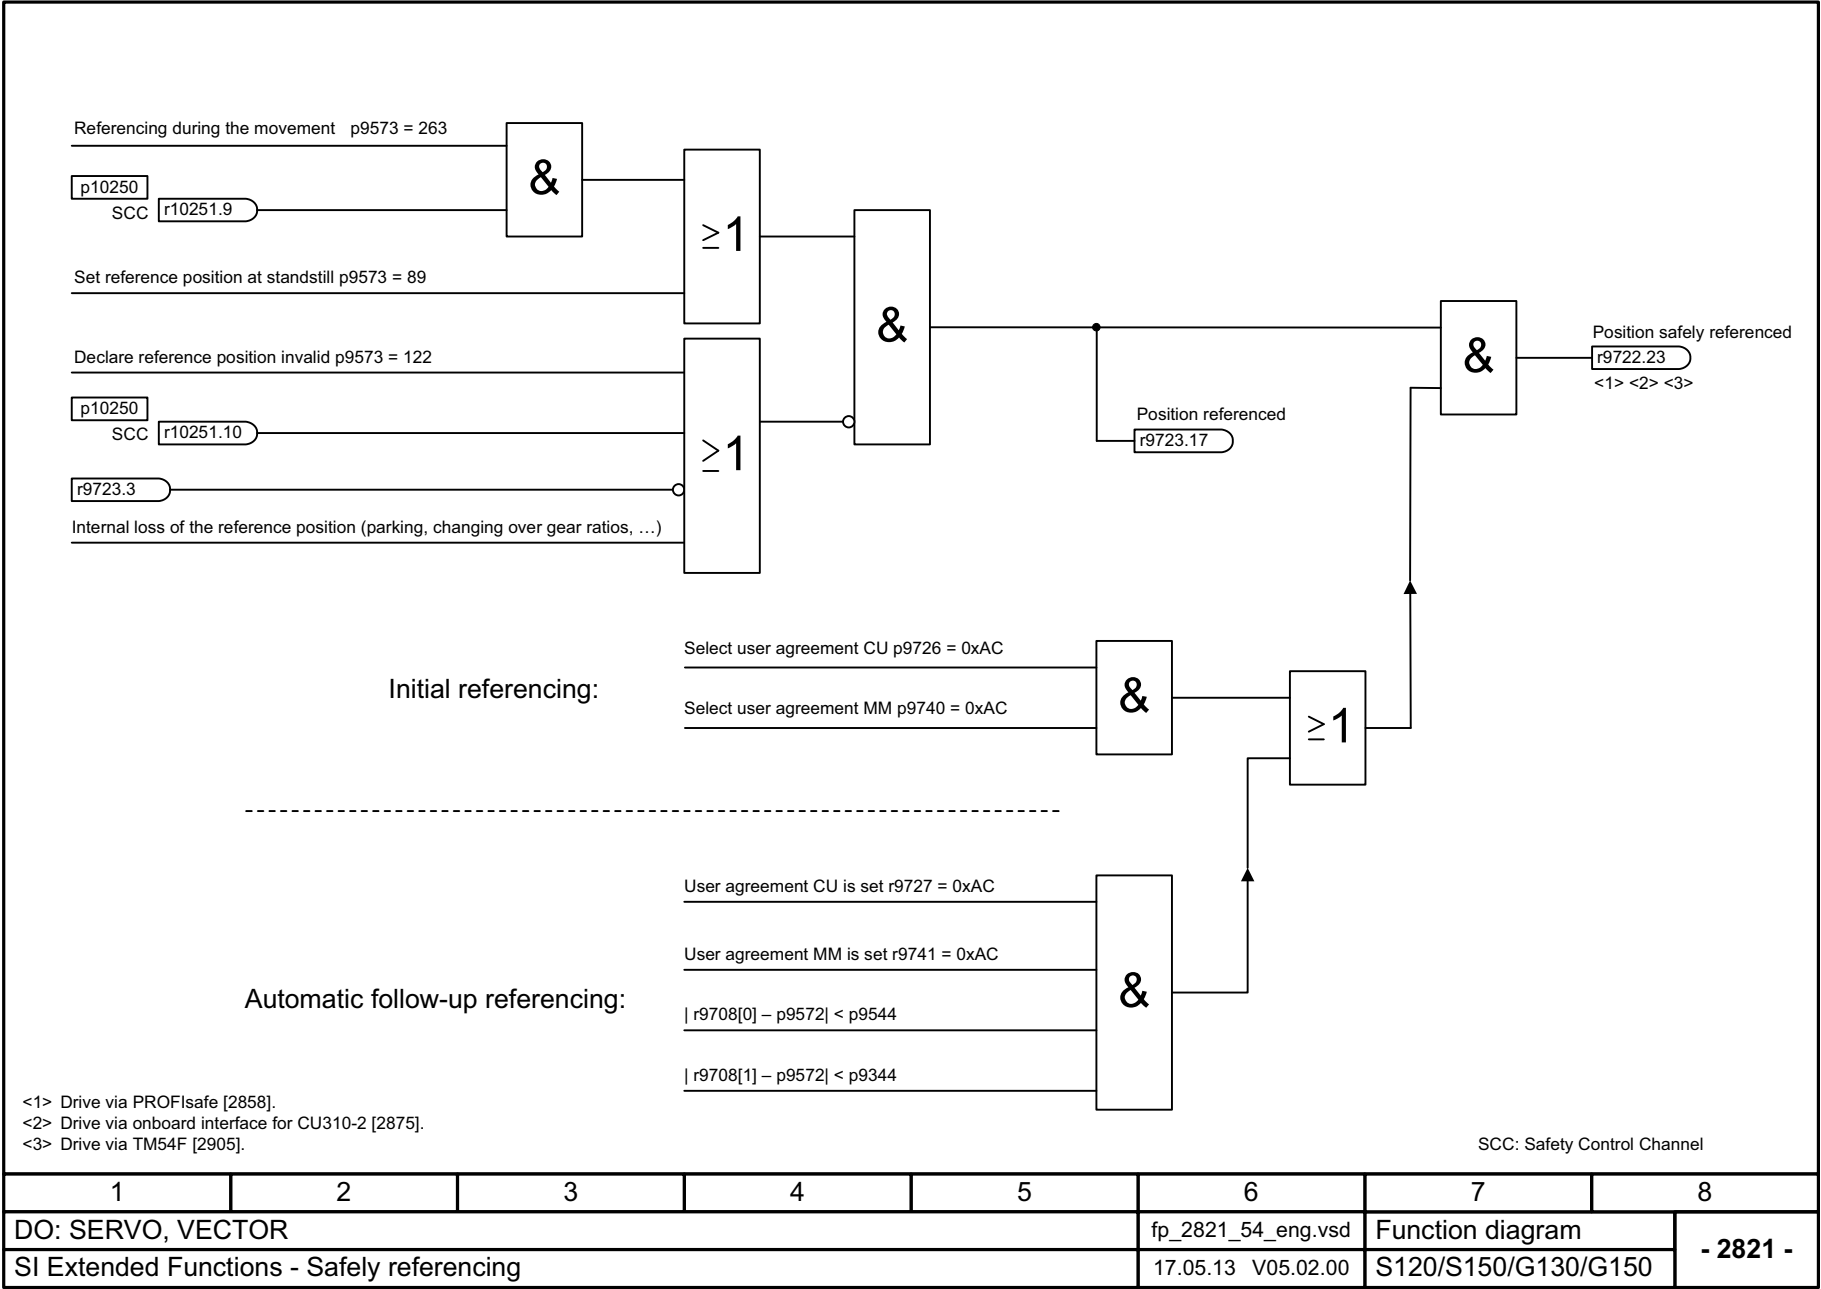 Referencing during the movement p9573 = 263
p10250
SCC r10251.9
&
≥1
Set reference position at standstill p9573 = 89
&
Declare reference position invalid p9573 = 122
p10250
SCC r10251.10
≥1
r9723.3
Internal loss of the reference position (parking, changing over gear ratios, …)
Position referenced
r9723.17
&
Position safely referenced
r9722.23
<1> <2> <3>
Initial referencing:
Select user agreement CU p9726 = 0xAC
Select user agreement MM p9740 = 0xAC
&
≥1
Automatic follow-up referencing:
User agreement CU is set r9727 = 0xAC
User agreement MM is set r9741 = 0xAC
| r9708[0] – p9572| < p9544
| r9708[1] – p9572| < p9344
&
<1> Drive via PROFIsafe [2858].
<2> Drive via onboard interface for CU310-2 [2875].
<3> Drive via TM54F [2905].
SCC: Safety Control Channel
1 2 3 4 5 6 7 8
DO: SERVO, VECTOR
fp_2821_54_eng.vsd
Function diagram
- 2821 -
SI Extended Functions - Safely referencing
17.05.13 V05.02.00
S120/S150/G130/G150